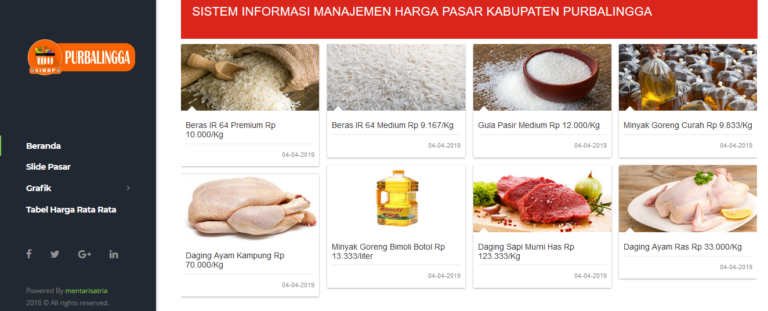 SISTEM INFORMASI MANAJEMEN HARGA PASAR KABUPATEN PURBALINGGA
PURBALINGGA
Beranda
Slide Pasar
Grafik
Tabel Harga Rata Rata
Powered By mentarisatria
2018 © All rights reserved.
Beras IR 64 Premium Rp
10.000/Kg
04-04-2019
Beras IR 64 Medium Rp 9.167/Kg
04-04-2019
Gula Pasir Medium Rp 12.000/Kg
04-04-2019
Minyak Goreng Curah Rp 9.833/Kg
04-04-2019
Daging Ayam Kampung Rp
70.000/Kg
04-04-2019
Minyak Goreng Bimoli Botol Rp
13.333/liter
04-04-2019
Daging Sapi Murni Has Rp
123.333/Kg
04-04-2019
Daging Ayam Ras Rp 33.000/Kg
04-04-2019